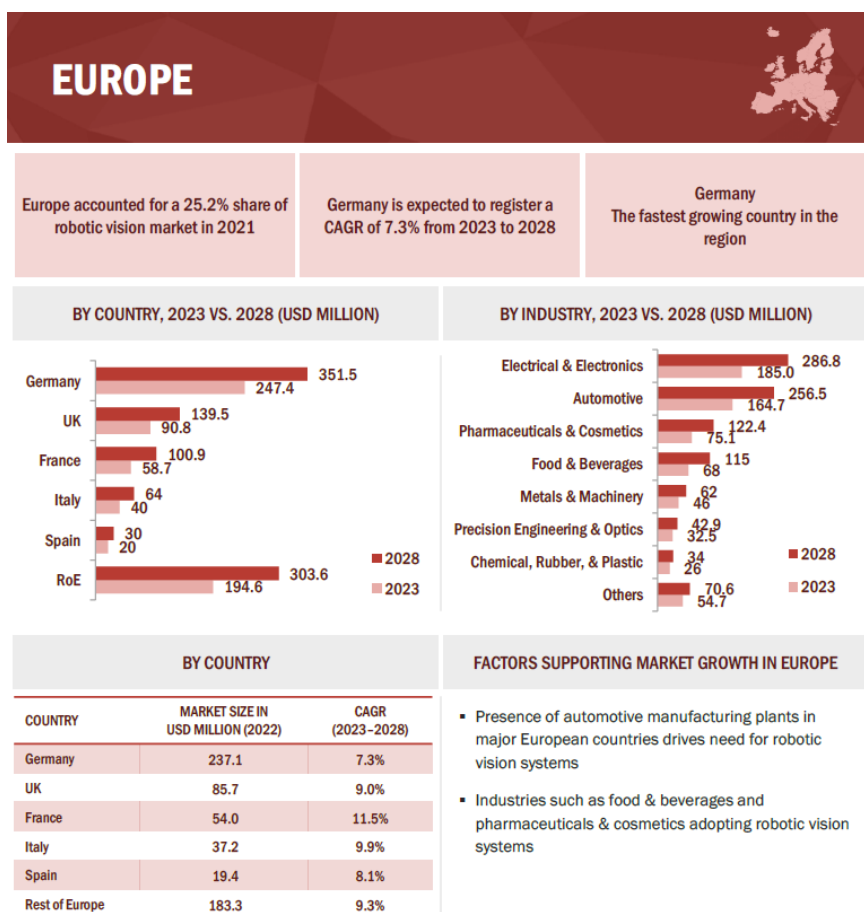 EUROPE
Europe accounted for a 25.2% share of
robotic vision market in 2021
Germany is expected to register a
CAGR of 7.3% from 2023 to 2028
Germany
The fastest growing country in the
region
BY COUNTRY, 2023 VS. 2028 (USD MILLION)
Germany 351.5
247.4
UK 139.5
90.8
France 100.9
58.7
Italy 64
40
Spain 30
20
RoE 303.6
194.6
2028
2023
BY INDUSTRY, 2023 VS. 2028 (USD MILLION)
Electrical & Electronics 286.8
185.0
Automotive 256.5
164.7
Pharmaceuticals & Cosmetics 122.4
75.1
Food & Beverages 115
68
Metals & Machinery 62
46
Precision Engineering & Optics 42.9
32.5
Chemical, Rubber, & Plastic 34
26
Others 70.6
54.7
2028
2023
BY COUNTRY
COUNTRY MARKET SIZE IN USD MILLION (2022) CAGR (2023–2028)
Germany 237.1 7.3%
UK 85.7 9.0%
France 54.0 11.5%
Italy 37.2 9.9%
Spain 19.4 8.1%
Rest of Europe 183.3 9.3%
FACTORS SUPPORTING MARKET GROWTH IN EUROPE
▪ Presence of automotive manufacturing plants in
major European countries drives need for robotic
vision systems
▪ Industries such as food & beverages and
pharmaceuticals & cosmetics adopting robotic vision
systems